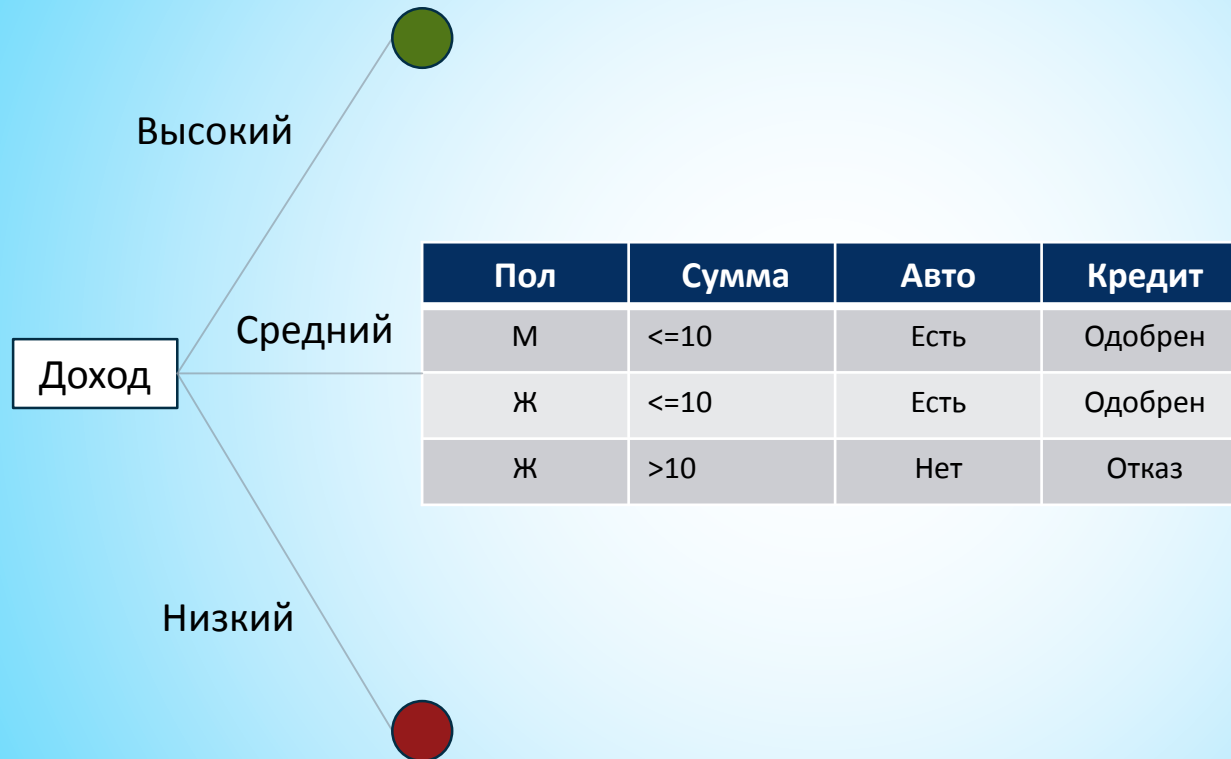 Высокий
Средний
Доход
Низкий
Пол Сумма Авто Кредит
М <=10 Есть Одобрен
Ж <=10 Есть Одобрен
Ж >10 Нет Отказ